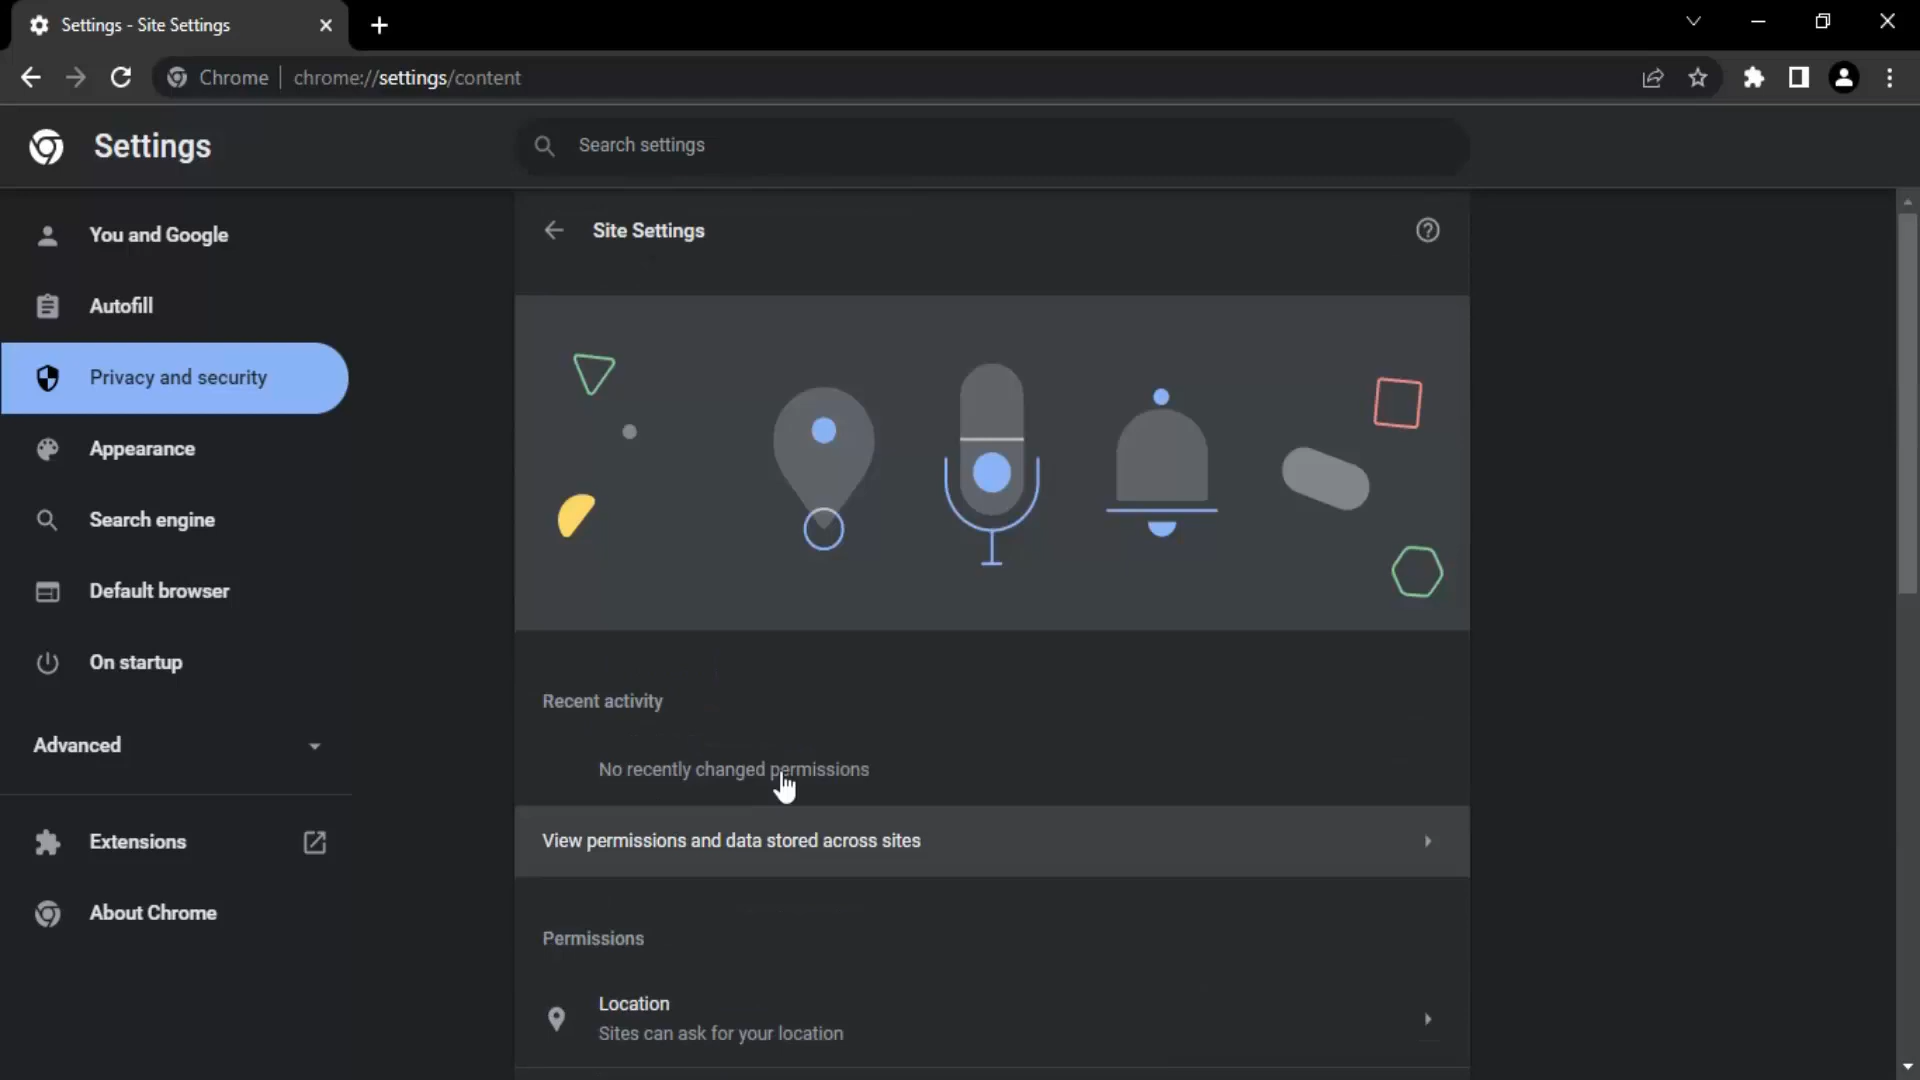 Settings - Site Settings
Chrome
chrome://settings/content
Settings
Search settings
You and Google
Autofill
Privacy and security
Appearance
Search engine
Default browser
On startup
Advanced
Extensions
About Chrome
Site Settings
Recent activity
No recently changed permissions
View permissions and data stored across sites
Permissions
Location
Sites can ask for your location